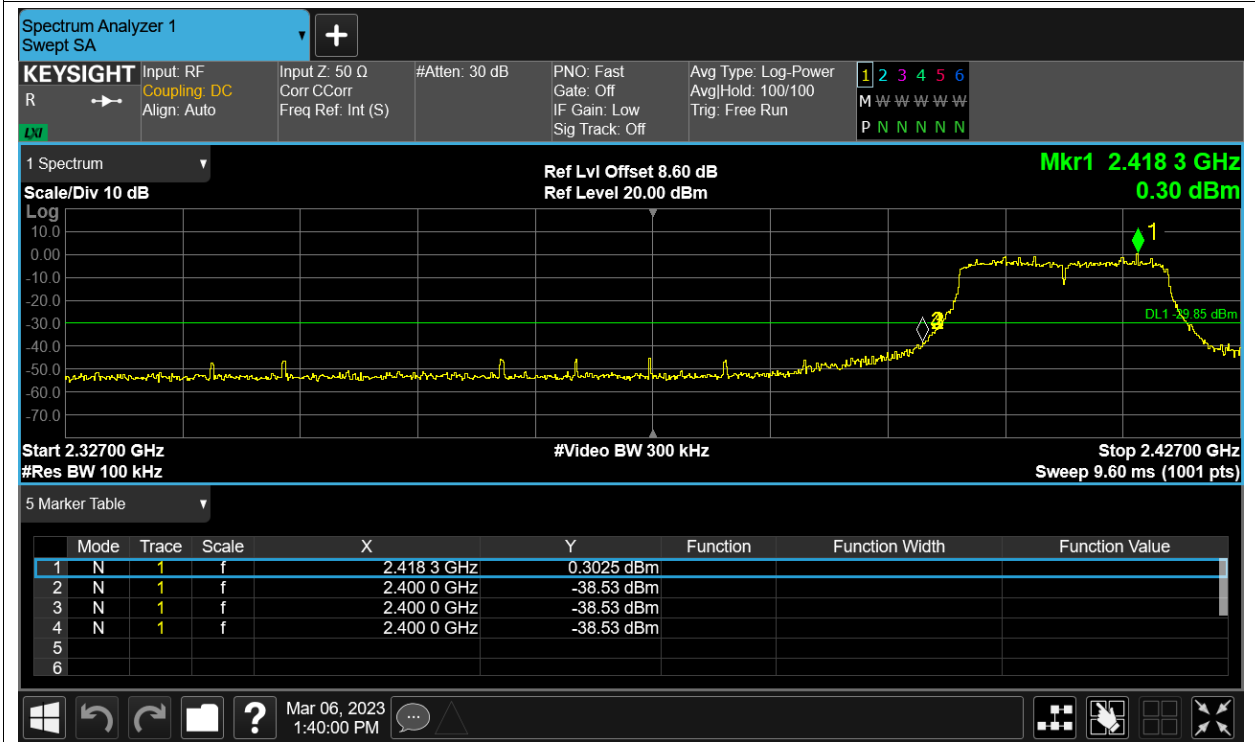 Spectrum Analyzer 1
Swept SA
+
KEYSIGHT
R
LXI
Input: RF
Coupling: DC
Align: Auto
Input Z: 50 Ω
Corr CCorr
Freq Ref: Int (S)
#Atten: 30 dB
PNO: Fast
Gate: Off
IF Gain: Low
Sig Track: Off
Avg Type: Log-Power
Avg|Hold: 100/100
Trig: Free Run
1 2 3 4 5 6
M W W W W W
P N N N N N
1 Spectrum
Scale/Div 10 dB
Ref Lvl Offset 8.60 dB
Ref Level 20.00 dBm
Mkr1 2.418 3 GHz
0.30 dBm
Log
10.0
0.00
-10.0
-20.0
-30.0
-40.0
-50.0
-60.0
-70.0
1
DL1 -29.85 dBm
Start 2.32700 GHz
#Res BW 100 kHz
#Video BW 300 kHz
Stop 2.42700 GHz
Sweep 9.60 ms (1001 pts)
5 Marker Table
Mode Trace Scale X Y Function Function Width Function Value
1 N 1 f 2.418 3 GHz 0.3025 dBm
2 N 1 f 2.400 0 GHz -38.53 dBm
3 N 1 f 2.400 0 GHz -38.53 dBm
4 N 1 f 2.400 0 GHz -38.53 dBm
5
6
?
Mar 06, 2023
1:40:00 PM